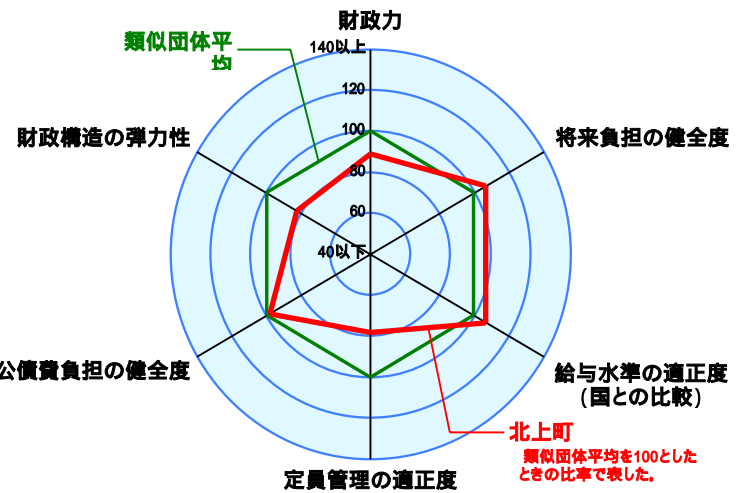 財政力
類似団体平
均
140以上
120
100
80
60
40以下
財政構造の弾力性
将来負担の健全度
公債費負担の健全度
給与水準の適正度
(国との比較)
定員管理の適正度
北上町
類似団体平均を100とした
ときの比率で表した。